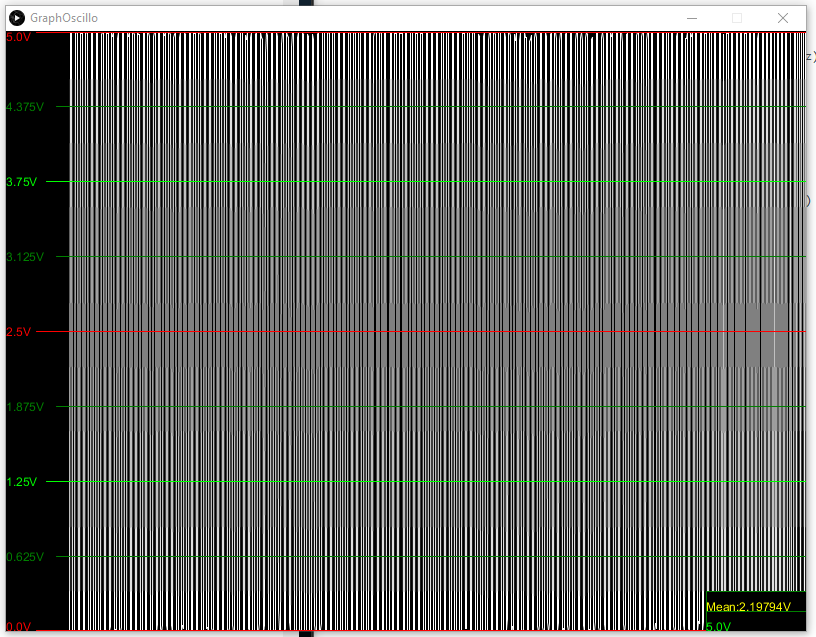 GraphOscillo
5.0V
z)
4.375V
3.75V
)
3.125V
2.5V
1.875V
1.25V
0.625V
Mean:2.19794V
0.0V
5.0V